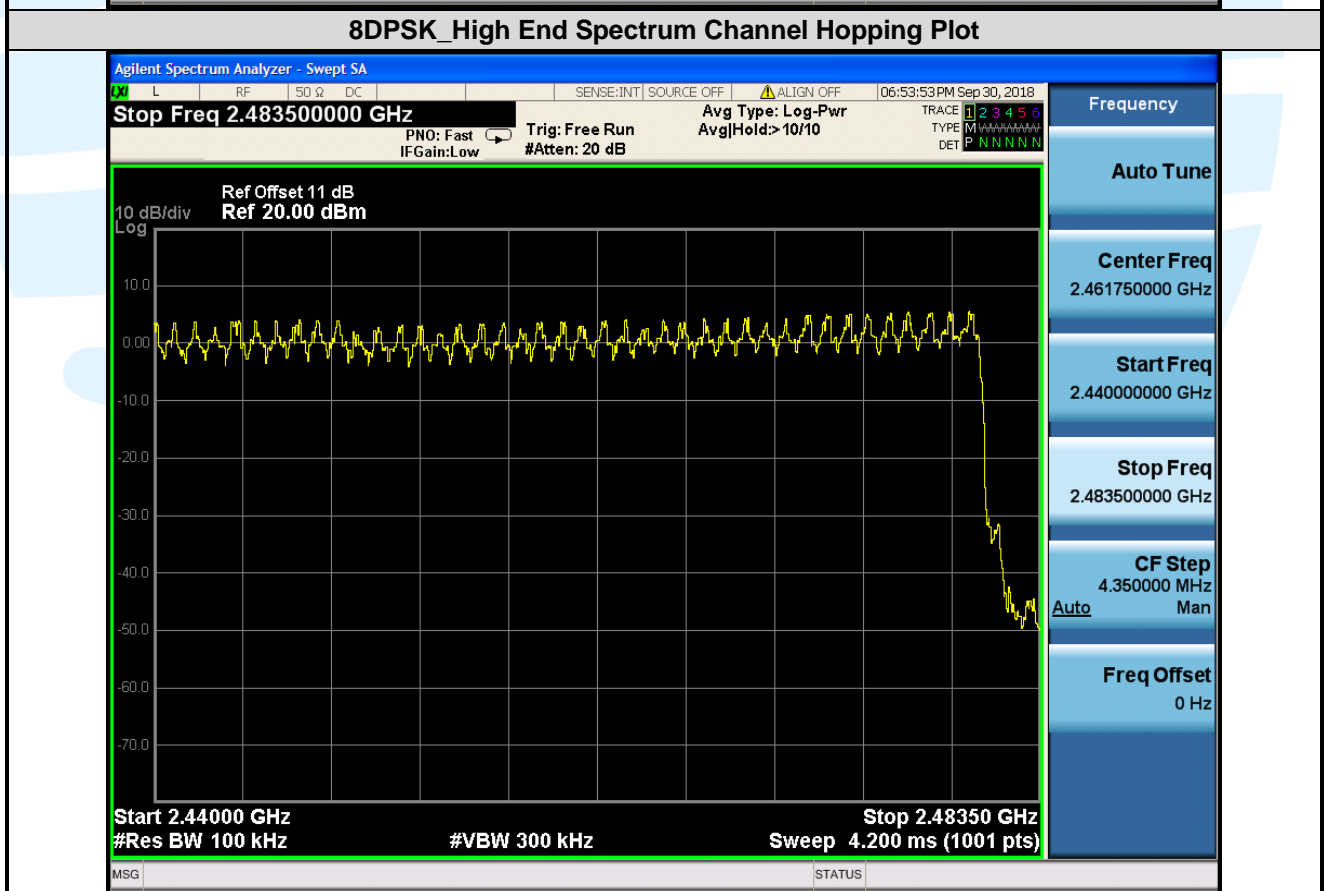 8DPSK_High End Spectrum Channel Hopping Plot
Agilent Spectrum Analyzer - Swept SA
LXI L RF 50 Ω DC SENSE:INT SOURCE OFF ALIGN OFF 06:53:53 PM Sep 30, 2018
Stop Freq 2.483500000 GHz
PNO: Fast
IFGain:Low
Trig: Free Run
#Atten: 20 dB
Avg Type: Log-Pwr
Avg|Hold:>10/10
TRACE 1 2 3 4 5 6
TYPE M WWWWW
DET P N N N N N
Ref Offset 11 dB
10 dB/div Ref 20.00 dBm
Log
10.0
0.00
-10.0
-20.0
-30.0
-40.0
-50.0
-60.0
-70.0
Start 2.44000 GHz Stop 2.48350 GHz
#Res BW 100 kHz #VBW 300 kHz Sweep 4.200 ms (1001 pts)
MSG STATUS
Frequency
Auto Tune
Center Freq
2.461750000 GHz
Start Freq
2.440000000 GHz
Stop Freq
2.483500000 GHz
CF Step
4.350000 MHz
Auto Man
Freq Offset
0 Hz